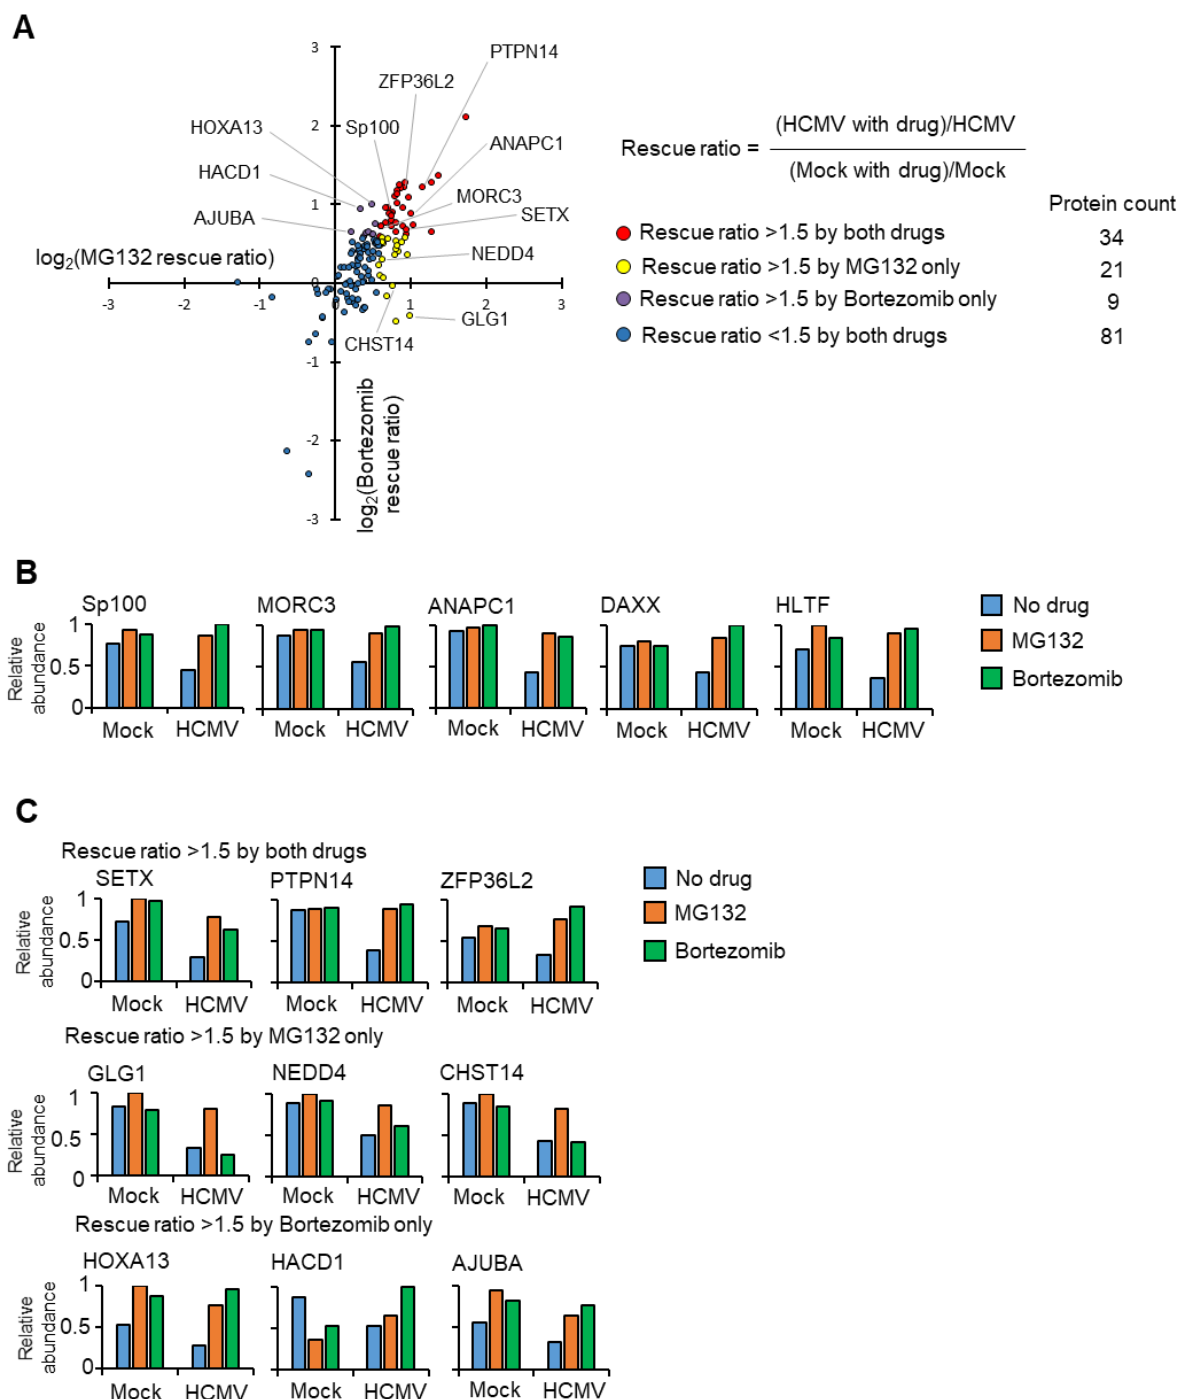 A
3
2
1
0
-1
-2
-3
-3
-2
-1
0
1
2
3
PTPN14
ZFP36L2
HOXA13
Sp100
ANAPC1
HACD1
MORC3
AJUBA
SETX
NEDD4
GLG1
CHST14
log2(MG132 rescue ratio)
log2(Bortezomib
rescue ratio)
Rescue ratio =
(HCMV with drug)/HCMV
(Mock with drug)/Mock
Protein count
Rescue ratio >1.5 by both drugs 34
Rescue ratio >1.5 by MG132 only 21
Rescue ratio >1.5 by Bortezomib only 9
Rescue ratio <1.5 by both drugs 81
B
Sp100 MORC3 ANAPC1 DAXX HLTF
Relative
abundance
1
0.5
0
Mock HCMV Mock HCMV Mock HCMV Mock HCMV Mock HCMV
No drug
MG132
Bortezomib
C
Rescue ratio >1.5 by both drugs
SETX PTPN14 ZFP36L2
Relative
abundance
1
0.5
0
Mock HCMV Mock HCMV Mock HCMV
No drug
MG132
Bortezomib
Rescue ratio >1.5 by MG132 only
GLG1 NEDD4 CHST14
Relative
abundance
1
0.5
0
Mock HCMV Mock HCMV Mock HCMV
Rescue ratio >1.5 by Bortezomib only
HOXA13 HACD1 AJUBA
Relative
abundance
1
0.5
0
Mock HCMV Mock HCMV Mock HCMV